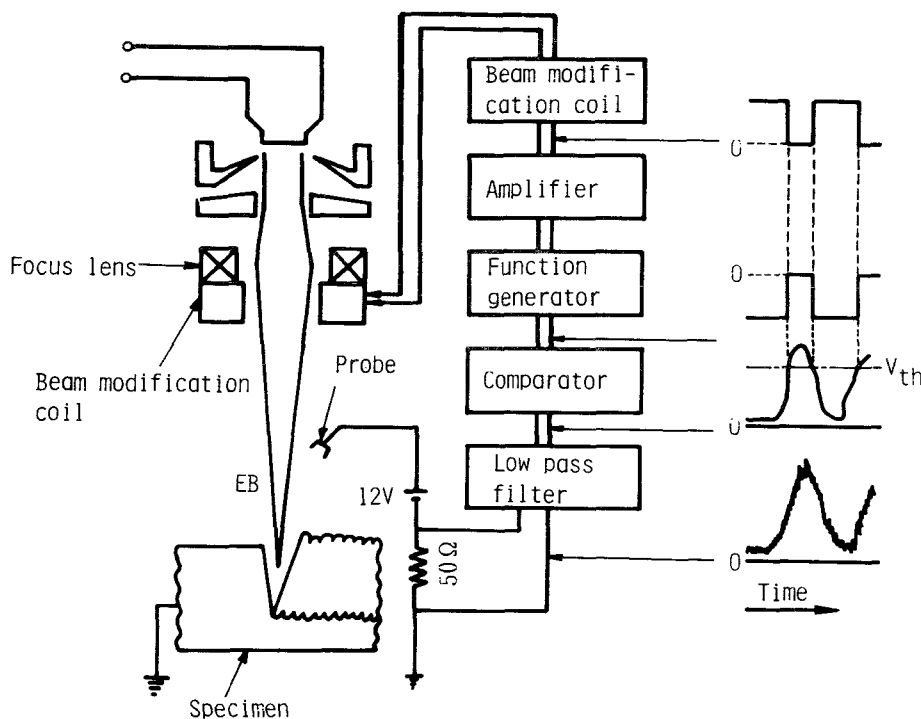 Beam modifi-
cation coil
0
Amplifier
Focus lens
Function
generator
0
Beam modification
coil
Probe
Comparator
V th
0
EB
12V
Low pass
filter
50 Ω
0
Time
Specimen